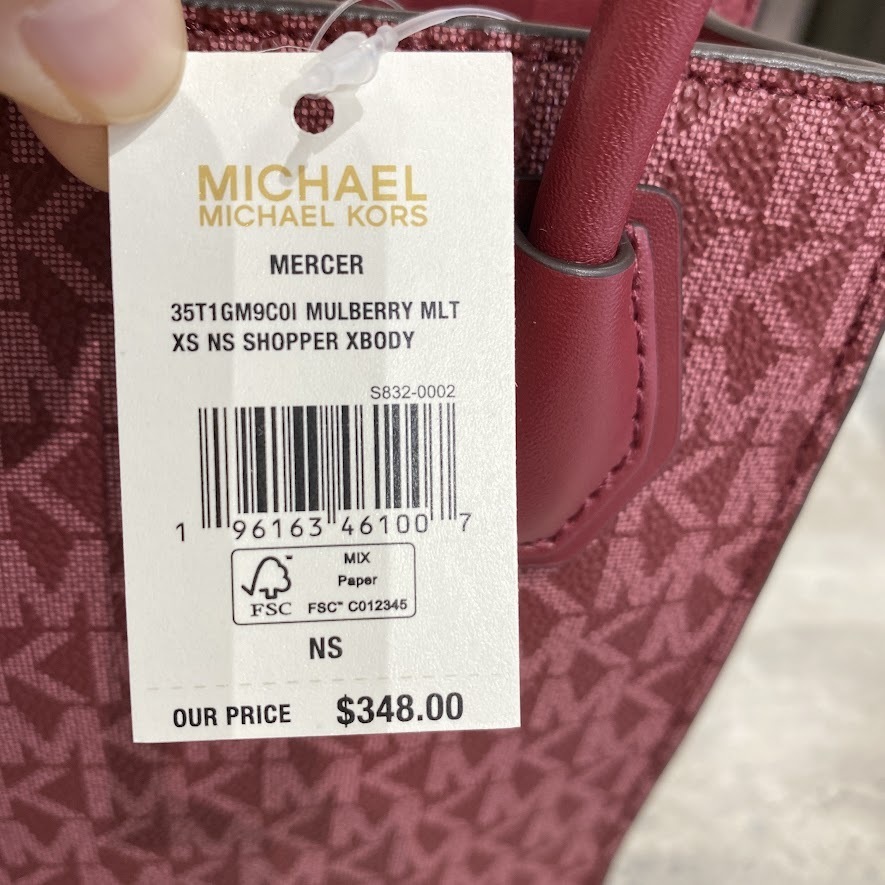 MICHAEL
MICHAEL KORS
MERCER
35T1GM9C0I MULBERRY MLT
XS NS SHOPPER XBODY
S832-0002
1 96163 46100 7
MIX
Paper
FSC FSC™ C012345
NS
OUR PRICE $348.00